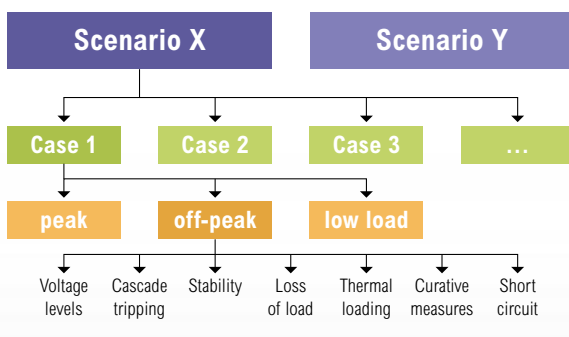 Scenario X
Scenario Y
Case 1
Case 2
Case 3
...
peak
off-peak
low load
Voltage
levels
Cascade
tripping
Stability
Loss
of load
Thermal
loading
Curative
measures
Short
circuit